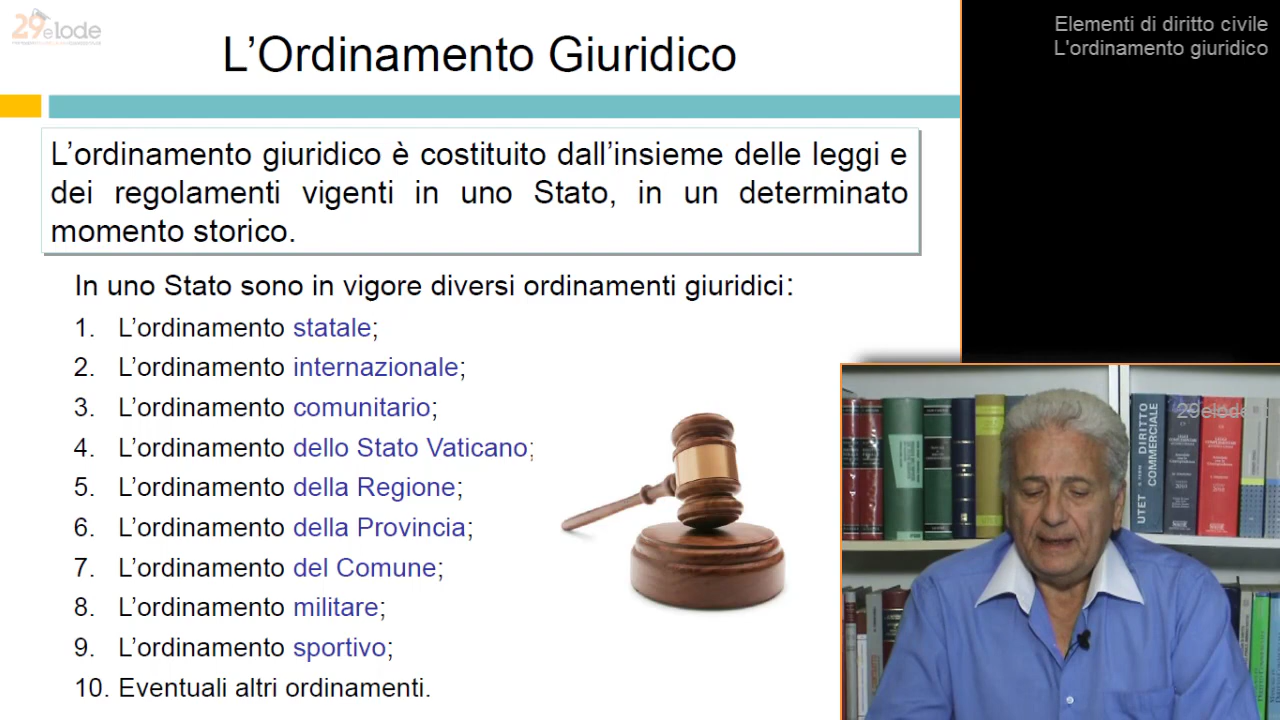 29elode
L'Ordinamento Giuridico
Elementi di diritto civile
L'ordinamento giuridico
L'ordinamento giuridico è costituito dall'insieme delle leggi e
dei regolamenti vigenti in uno Stato, in un determinato
momento storico.
In uno Stato sono in vigore diversi ordinamenti giuridici:
1. L'ordinamento statale;
2. L'ordinamento internazionale;
3. L'ordinamento comunitario;
4. L'ordinamento dello Stato Vaticano;
5. L'ordinamento della Regione;
6. L'ordinamento della Provincia;
7. L'ordinamento del Comune;
8. L'ordinamento militare;
9. L'ordinamento sportivo;
10. Eventuali altri ordinamenti.
29elode
UTET
DIRITTO
COMMERCIALE